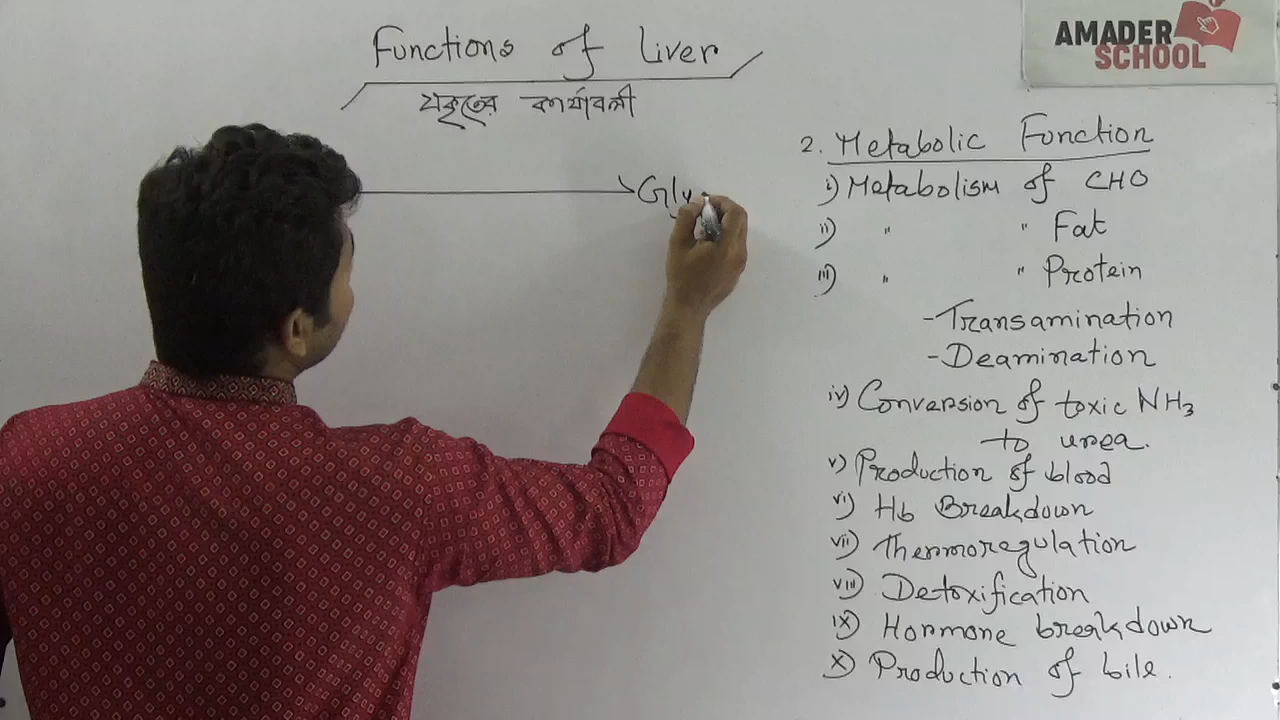 AMADER
SCHOOL
Functions of Liver
যকৃতের কার্যাবলী
2. Metabolic Function
i) Metabolism of CHO
ii) " " Fat
iii) " " Protein
- Transamination
- Deamination
iv) Conversion of toxic NH3
to urea.
v) Production of blood
vi) Hb Breakdown
vii) Thermoregulation
viii) Detoxification
ix) Hormone breakdown
x) Production of bile.
Gly